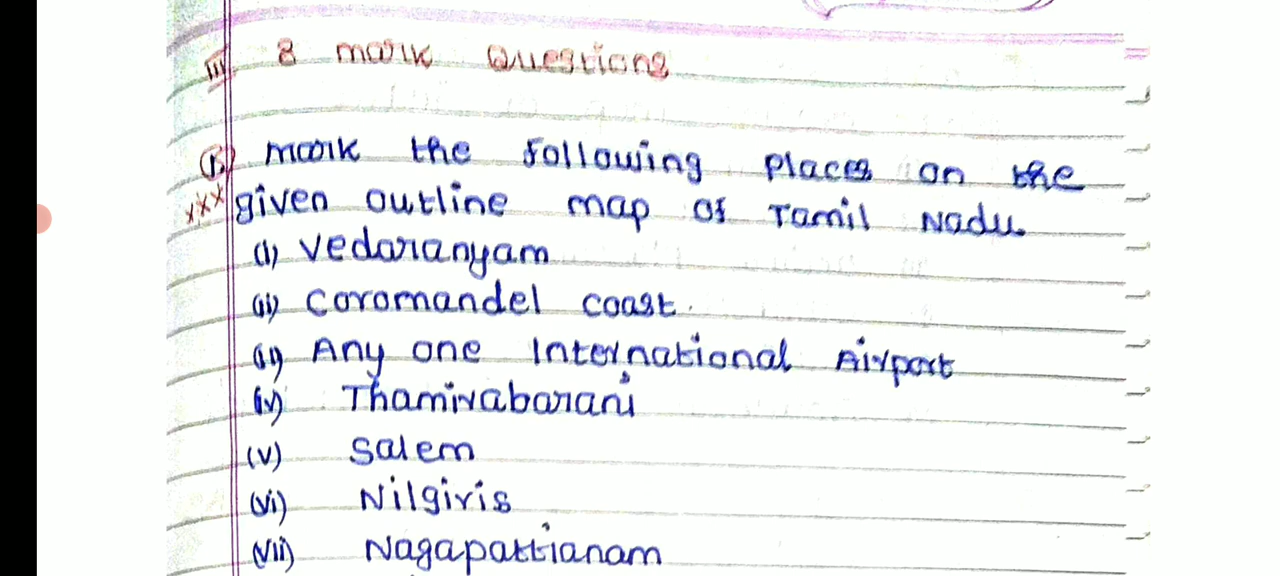 III 8 mark Questions
(1) mark the following Places on the
xxx given outline map of Tamil Nadu.
(i) Vedaranyam
(ii) Coromandel coast.
(iii) Any one International Airport
(iv) Thamirabarani
(v) Salem
(vi) Nilgiris
(vii) Nagapattianam